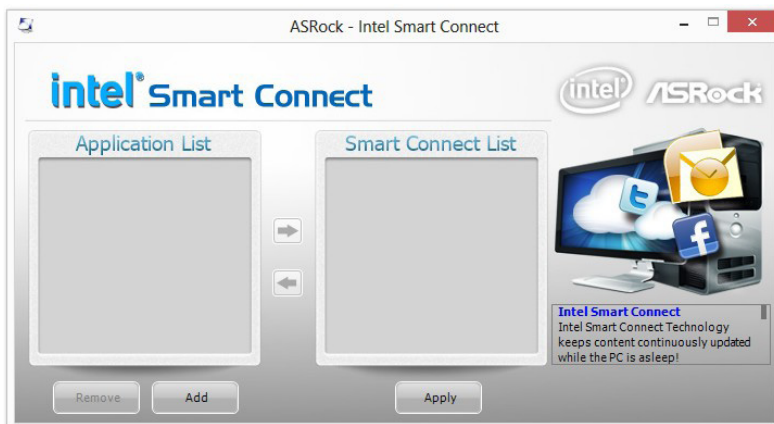 ASRock - Intel Smart Connect
intel® Smart Connect
intel® ASRock
Application List
Smart Connect List
Intel Smart Connect
Intel Smart Connect Technology
keeps content continuously updated
while the PC is asleep!
Remove
Add
Apply